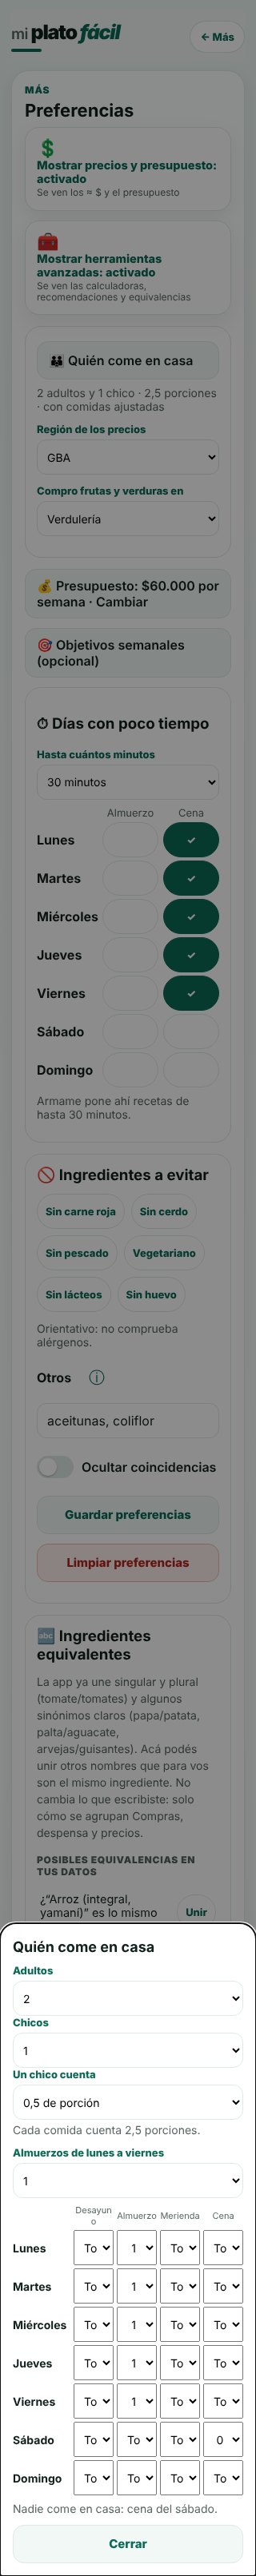 mi plato fácil
← Más
MÁS
Preferencias
Mostrar precios y presupuesto:
activado
Se ven los ≈ $ y el presupuesto
Mostrar herramientas
avanzadas: activado
Se ven las calculadoras,
recomendaciones y equivalencias
Quién come en casa
2 adultos y 1 chico · 2,5 porciones
· con comidas ajustadas
Región de los precios
GBA
Compro frutas y verduras en
Verdulería
Presupuesto: $60.000 por
semana · Cambiar
Objetivos semanales
(opcional)
Días con poco tiempo
Hasta cuántos minutos
30 minutos
Almuerzo Cena
Lunes ✓
Martes ✓
Miércoles ✓
Jueves ✓
Viernes ✓
Sábado
Domingo
Armame pone ahí recetas de
hasta 30 minutos.
Ingredientes a evitar
Sin carne roja Sin cerdo
Sin pescado Vegetariano
Sin lácteos Sin huevo
Orientativo: no comprueba
alérgenos.
Otros ⓘ
aceitunas, coliflor
Ocultar coincidencias
Guardar preferencias
Limpiar preferencias
Ingredientes
equivalentes
La app ya une singular y plural
(tomate/tomates) y algunos
sinónimos claros (papa/patata,
palta/aguacate,
arvejas/guisantes). Acá podés
unir otros nombres que para vos
son el mismo ingrediente. No
cambia lo que escribiste: solo
cómo se agrupan Compras,
despensa y precios.
POSIBLES EQUIVALENCIAS EN
TUS DATOS
¿“Arroz (integral,
yamaní)” es lo mismo
Unir
Quién come en casa
Adultos
2
Chicos
1
Un chico cuenta
0,5 de porción
Cada comida cuenta 2,5 porciones.
Almuerzos de lunes a viernes
1
Desayun
o Almuerzo Merienda Cena
Lunes To 1 To To
Martes To 1 To To
Miércoles To 1 To To
Jueves To 1 To To
Viernes To 1 To To
Sábado To To To 0
Domingo To To To To
Nadie come en casa: cena del sábado.
Cerrar